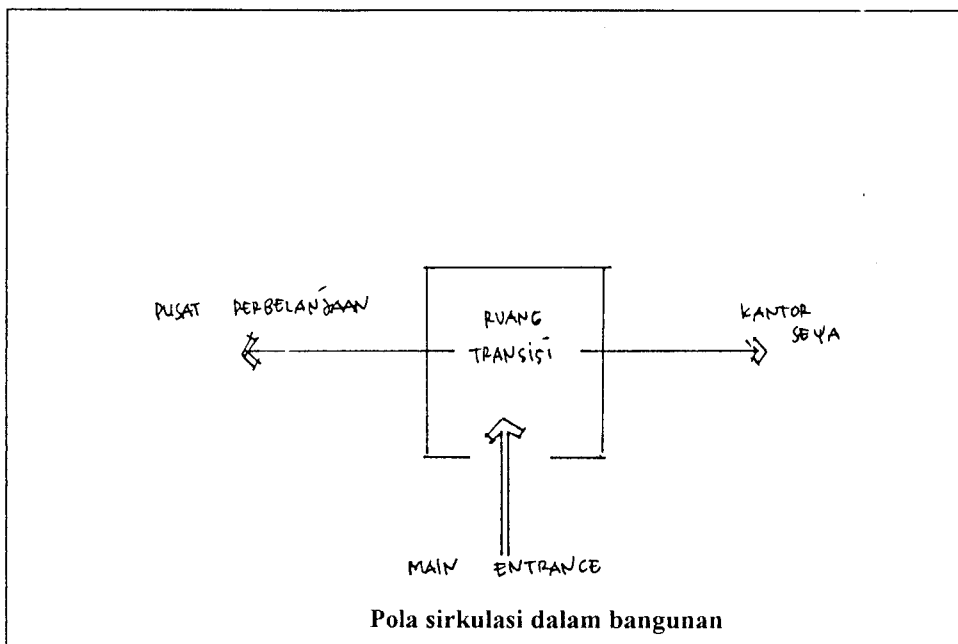 PUSAT PERBELANJAAN
RUANG
TRANSISI
KANTOR
SEWA
MAIN ENTRANCE
Pola sirkulasi dalam bangunan